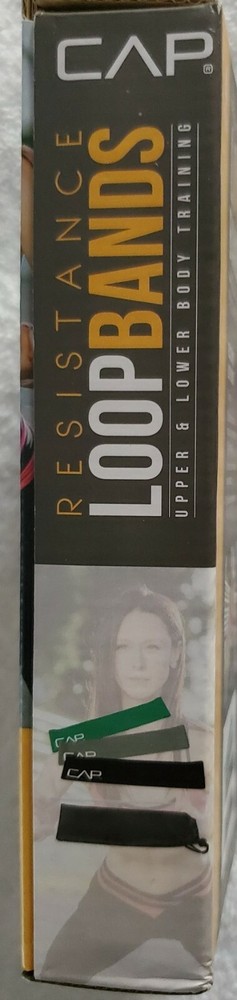 CAP®
RESISTANCE
LOOPBANDS
UPPER & LOWER BODY TRAINING
CAP
CAP
CAP